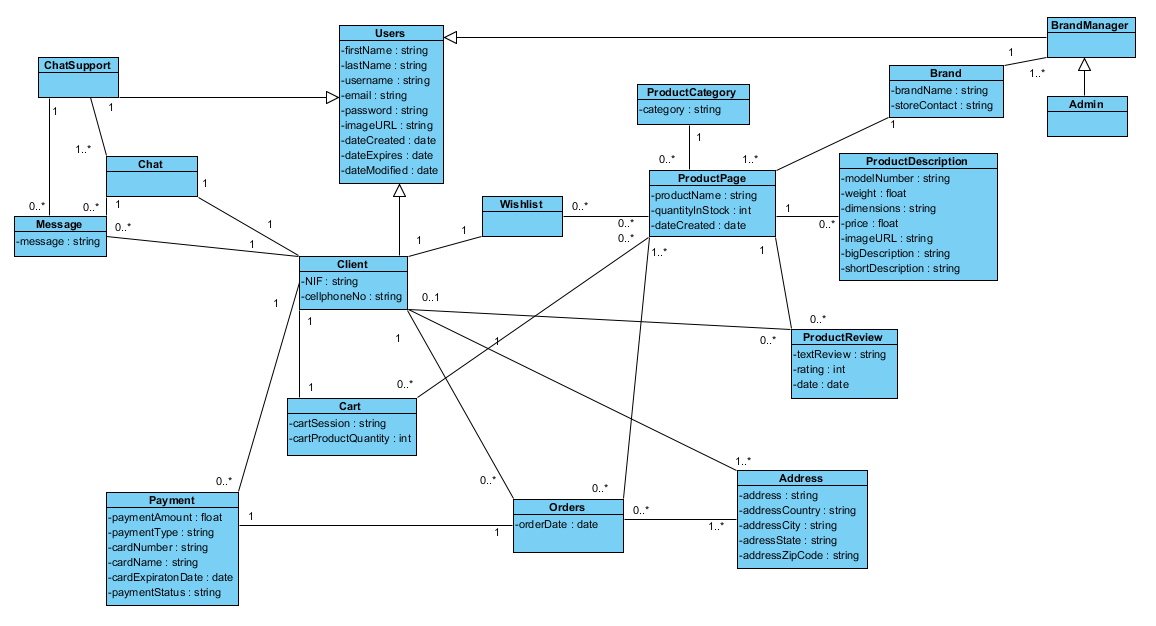 Users
-firstName : string
-lastName : string
-username : string
-email : string
-password : string
-imageURL : string
-dateCreated : date
-dateExpires : date
-dateModified : date
BrandManager
1
1..*
Admin
Brand
-brandName : string
-storeContact : string
1
1..*
ChatSupport
1
1
0..*
1..*
Chat
1
1
0..*
Message
-message : string
0..*
1
1
ProductCategory
-category : string
1
0..*
ProductPage
-productName : string
-quantityInStock : int
-dateCreated : date
ProductDescription
-modelNumber : string
-weight : float
-dimensions : string
-price : float
-imageURL : string
-bigDescription : string
-shortDescription : string
1
0..*
Wishlist
0..*
0..*
0..*
1..*
1
1
1
Client
-NIF : string
-cellphoneNo : string
1
1
1
0..1
1
0..*
0..*
ProductReview
-textReview : string
-rating : int
-date : date
1
0..*
Cart
-cartSession : string
-cartProductQuantity : int
0..*
0..*
0..*
1..*
Payment
-paymentAmount : float
-paymentType : string
-cardNumber : string
-cardName : string
-cardExpiratonDate : date
-paymentStatus : string
1
1
Orders
-orderDate : date
0..*
1..*
Address
-address : string
-addressCountry : string
-addressCity : string
-adressState : string
-addressZipCode : string